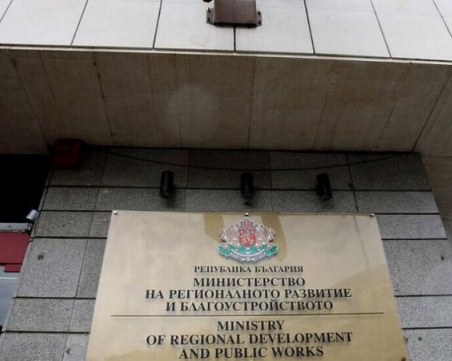 РЕПУБЛИКА БЪЛГАРИЯ
МИНИСТЕРСТВО
НА РЕГИОНАЛНОТО РАЗВИТИЕ
И БЛАГОУСТРОЙСТВОТО
MINISTRY
OF REGIONAL DEVELOPMENT
AND PUBLIC WORKS